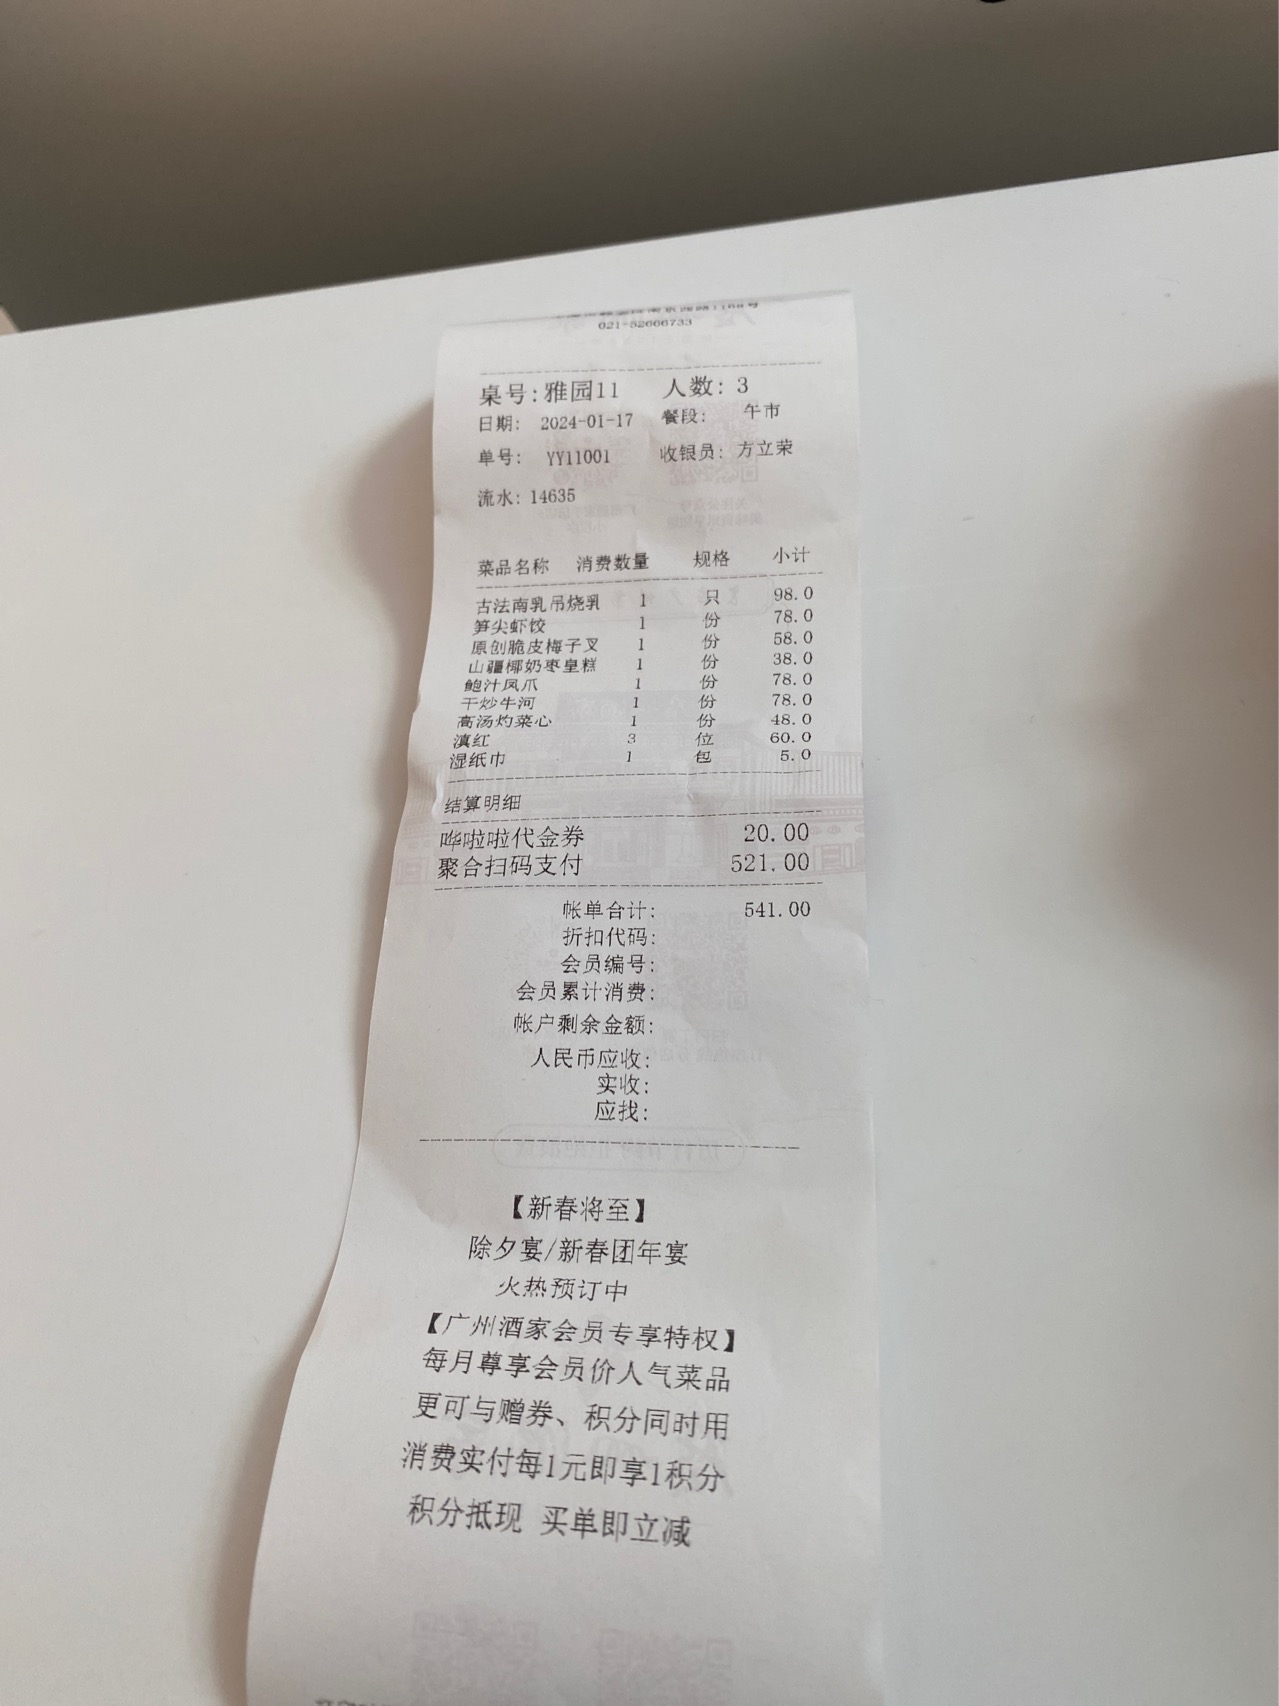 021-52666733
桌号:雅园11 人数: 3
日期: 2024-01-17 餐段: 午市
单号: YY11001 收银员: 方立荣
流水: 14635
菜品名称 消费数量 规格 小计
古法南乳吊烧乳 1 只 98.0
笋尖虾饺 1 份 78.0
原创脆皮梅子叉 1 份 58.0
山疆椰奶枣皇糕 1 份 38.0
鲍汁凤爪 1 份 78.0
干炒牛河 1 份 78.0
高汤灼菜心 1 份 48.0
滇红 3 位 60.0
湿纸巾 1 包 5.0
结算明细
哗啦啦代金券 20.00
聚合扫码支付 521.00
帐单合计: 541.00
折扣代码:
会员编号:
会员累计消费:
帐户剩余金额:
人民币应收:
实收:
应找:
【新春将至】
除夕宴/新春团年宴
火热预订中
【广州酒家会员专享特权】
每月尊享会员价人气菜品
更可与赠券、积分同时用
消费实付每1元即享1积分
积分抵现 买单即立减